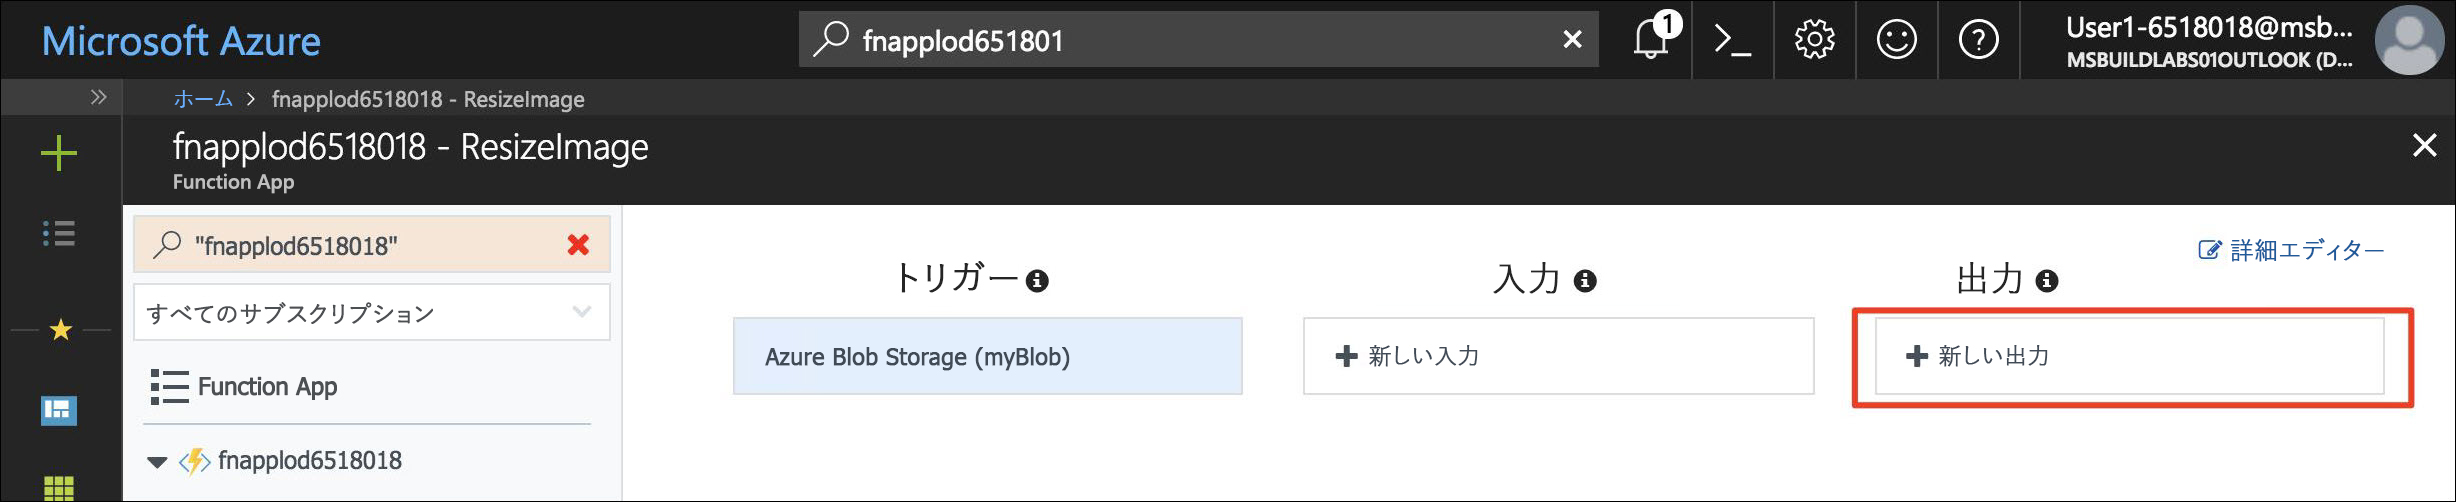 Microsoft Azure
fnapplod651801
1
User1-6518018@msb...
MSBUILDLABS01OUTLOOK (D...
ホーム > fnapplod6518018 - ResizeImage
fnapplod6518018 - ResizeImage
Function App
"fnapplod6518018"
すべてのサブスクリプション
Function App
fnapplod6518018
詳細エディター
トリガー
入力
出力
Azure Blob Storage (myBlob)
新しい入力
新しい出力